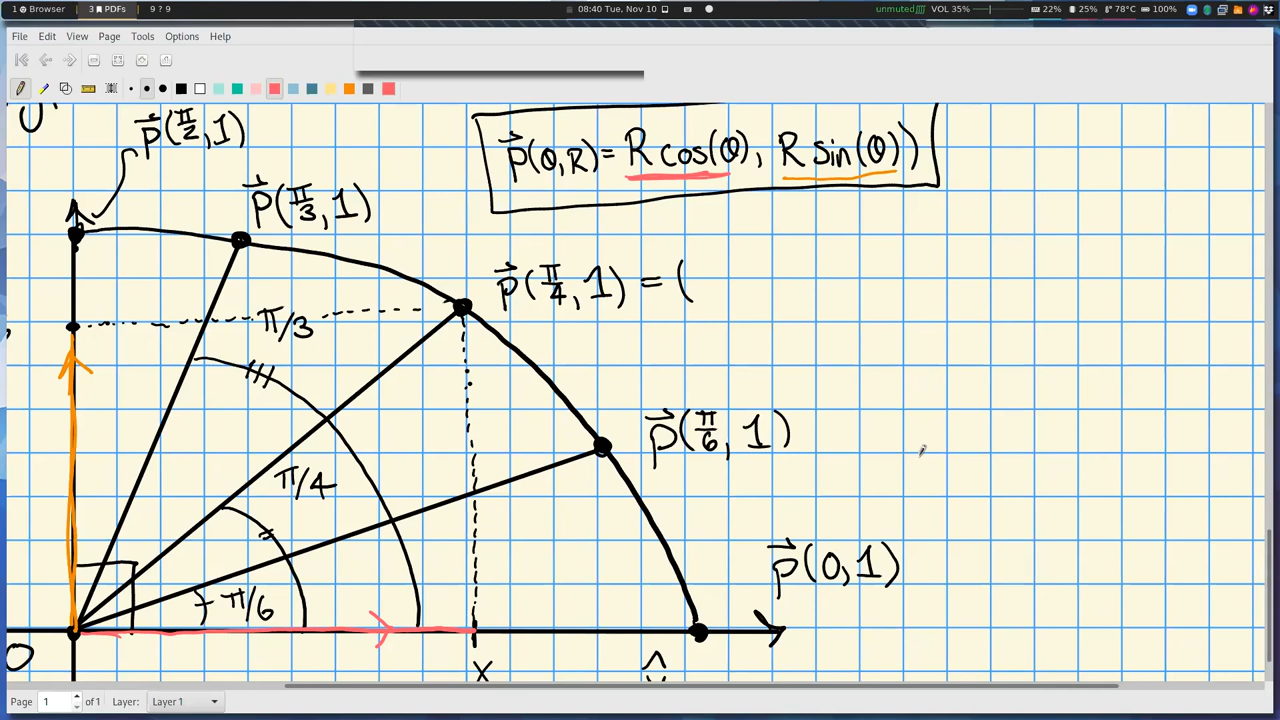 1 Browser 3 PDFs 9 ? 9 08:40 Tue, Nov 10 unmuted VOL 35% 22% 25% 78°C 100%
File Edit View Page Tools Options Help
p⃗(π/2, 1)
p⃗(θ,R)= R cos(θ), R sin(θ))
p⃗(π/3, 1)
p⃗(π/4, 1) = (
π/3
p⃗(π/6, 1)
π/4
p⃗(0,1)
π/6
O
x
Page 1 of 1 Layer: Layer 1